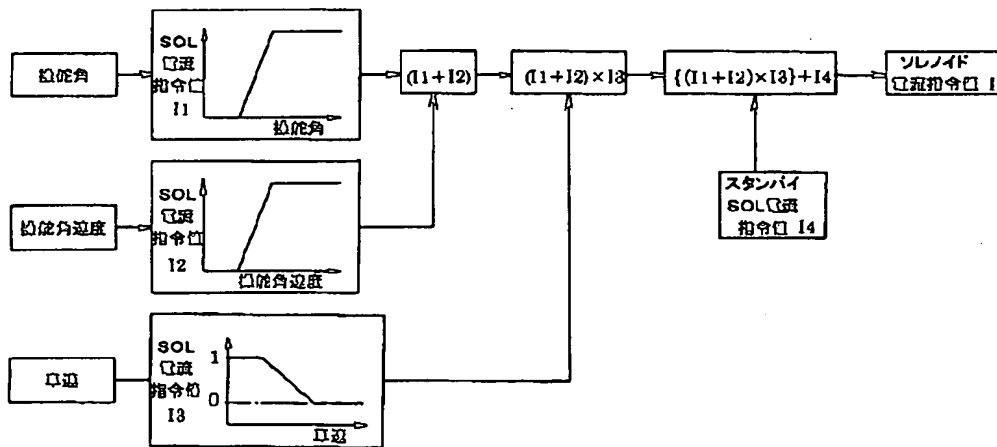 操舵角
SOL
電流
指令値
I1
操舵角
(I1+I2)
(I1+I2)×I3
{(I1+I2)×I3}+I4
ソレノイド
電流指令値 I
操舵角速度
SOL
電流
指令値
I2
操舵角速度
スタンバイ
SOL電流
指令値 I4
車速
SOL
電流
指令値
I3
1
0
車速